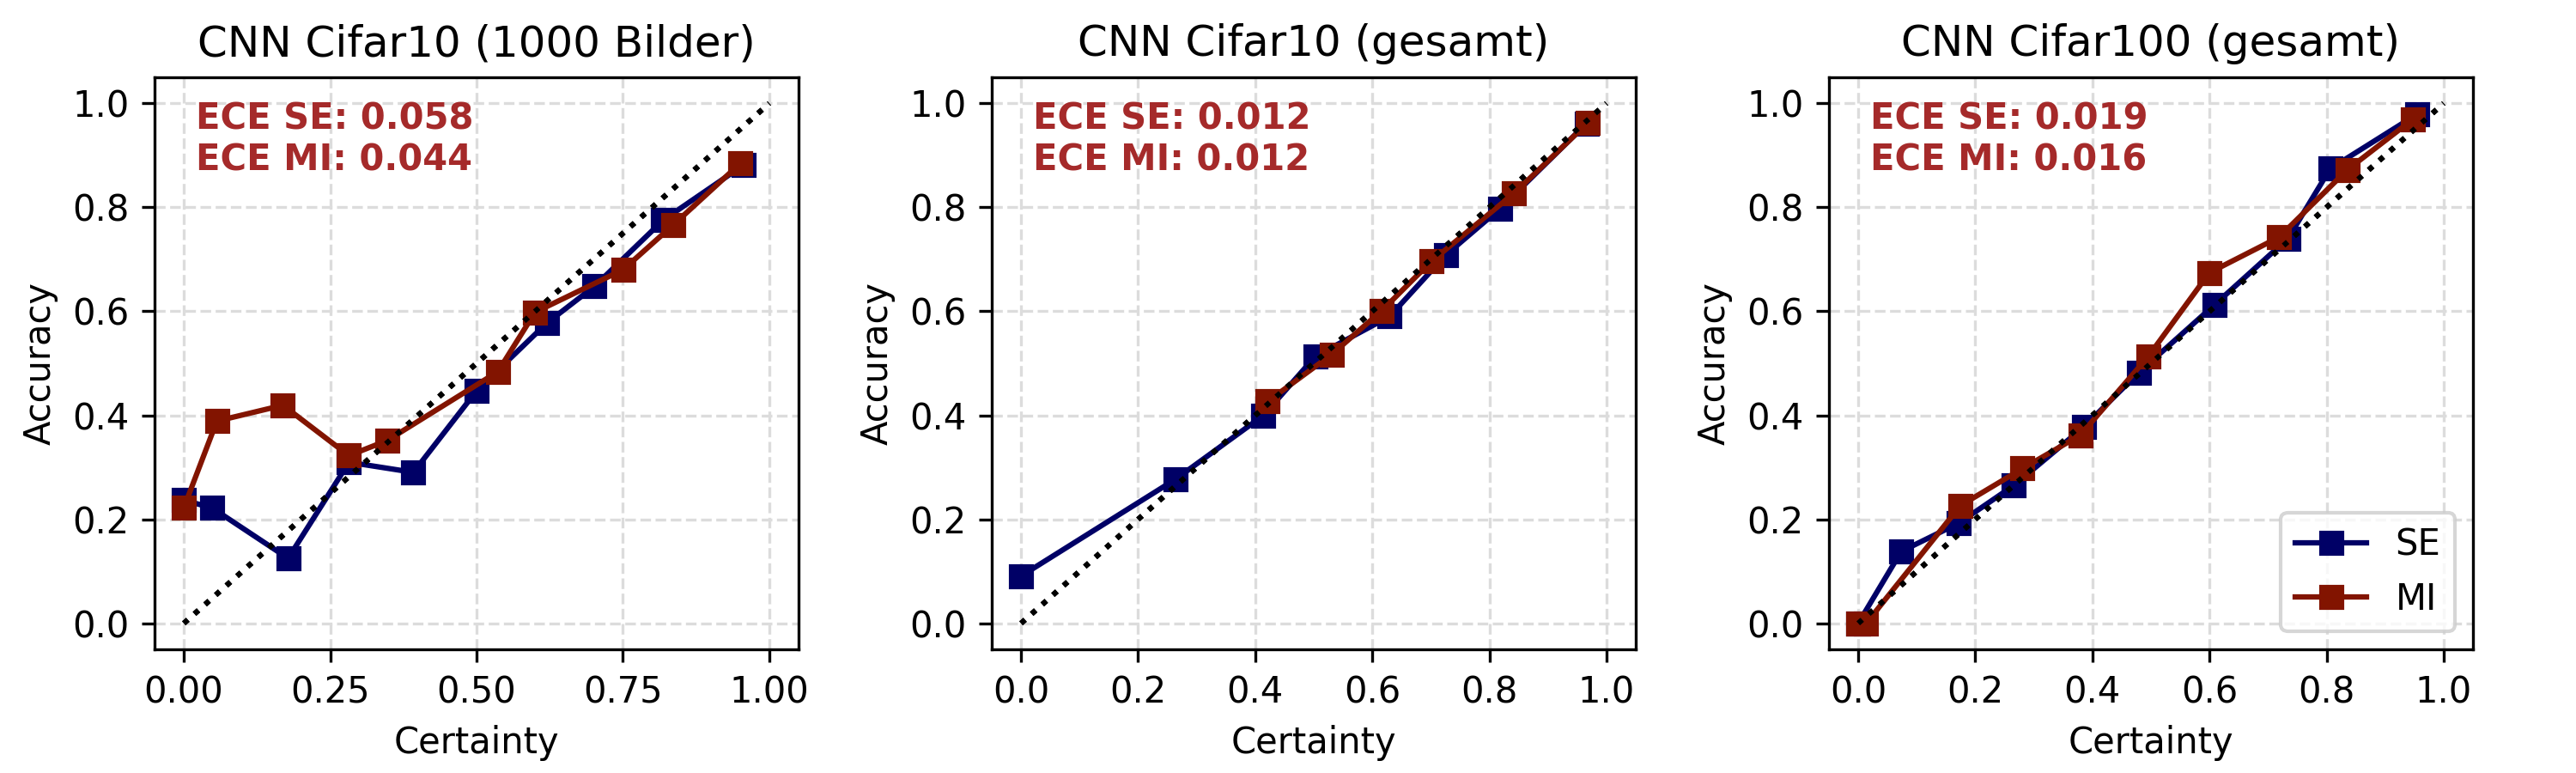 CNN Cifar10 (1000 Bilder)
ECE SE: 0.058
ECE MI: 0.044
1.0
0.8
0.6
0.4
0.2
0.0
Accuracy
0.00 0.25 0.50 0.75 1.00
Certainty
CNN Cifar10 (gesamt)
ECE SE: 0.012
ECE MI: 0.012
1.0
0.8
0.6
0.4
0.2
0.0
Accuracy
0.0 0.2 0.4 0.6 0.8 1.0
Certainty
CNN Cifar100 (gesamt)
ECE SE: 0.019
ECE MI: 0.016
1.0
0.8
0.6
0.4
0.2
0.0
Accuracy
SE
MI
0.0 0.2 0.4 0.6 0.8 1.0
Certainty